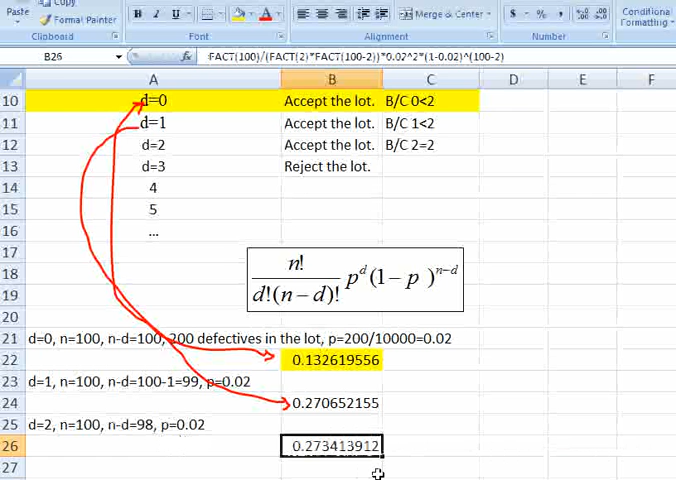 Paste Copy Format Painter B I U A Merge & Center $ % , Conditional Formatting
Clipboard Font Alignment Number
B26 fx FACT(100)/(FACT(2)*FACT(100-2))*0.02^2*(1-0.02)^(100-2)
A B C D E F
10 d=0 Accept the lot. B/C 0<2
11 d=1 Accept the lot. B/C 1<2
12 d=2 Accept the lot. B/C 2=2
13 d=3 Reject the lot.
14 4
15 5
16 ...
17
18 n! / d!(n-d)! p^d (1-p)^n-d
19
20
21 d=0, n=100, n-d=100, 200 defectives in the lot, p=200/10000=0.02
22 0.132619556
23 d=1, n=100, n-d=100-1=99, p=0.02
24 0.270652155
25 d=2, n=100, n-d=98, p=0.02
26 0.273413912
27